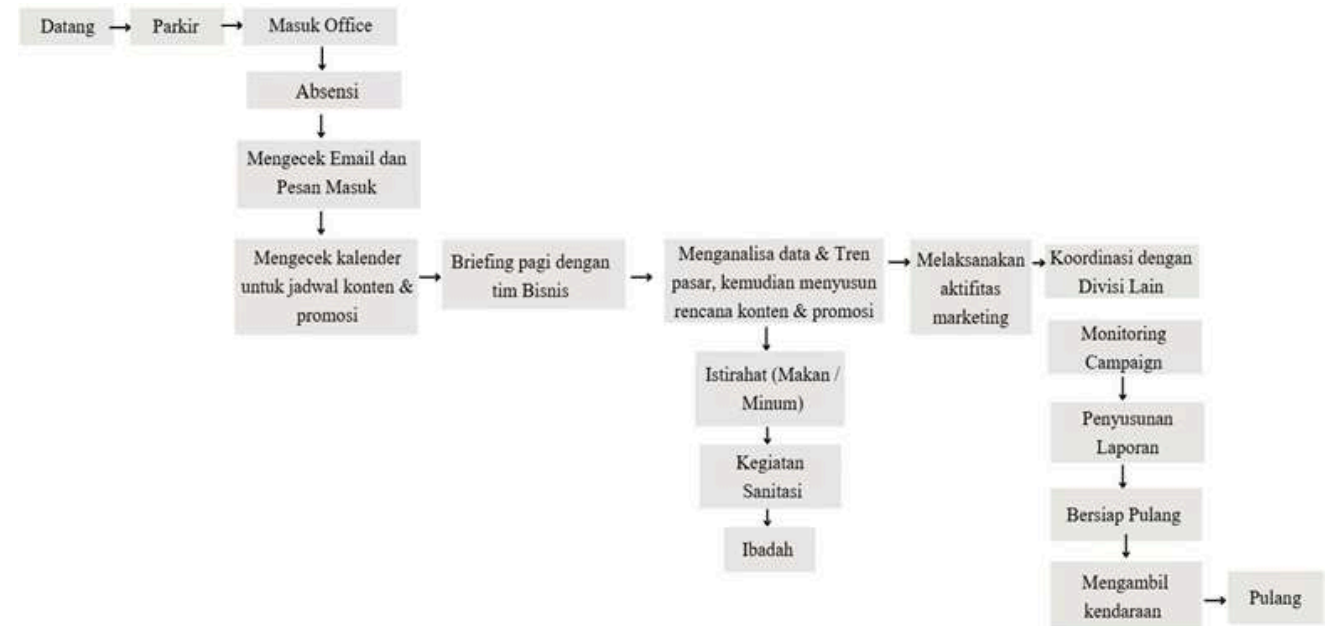 Datang
Parkir
Masuk Office
Absensi
Mengecek Email dan
Pesan Masuk
Mengecek kalender
untuk jadwal konten &
promosi
Briefing pagi dengan
tim Bisnis
Menganalisa data & Tren
pasar, kemudian menyusun
rencana konten & promosi
Melaksanakan
aktifitas
marketing
Koordinasi dengan
Divisi Lain
Istirahat (Makan /
Minum)
Kegiatan
Sanitasi
Ibadah
Monitoring
Campaign
Penyusunan
Laporan
Bersiap Pulang
Mengambil
kendaraan
Pulang